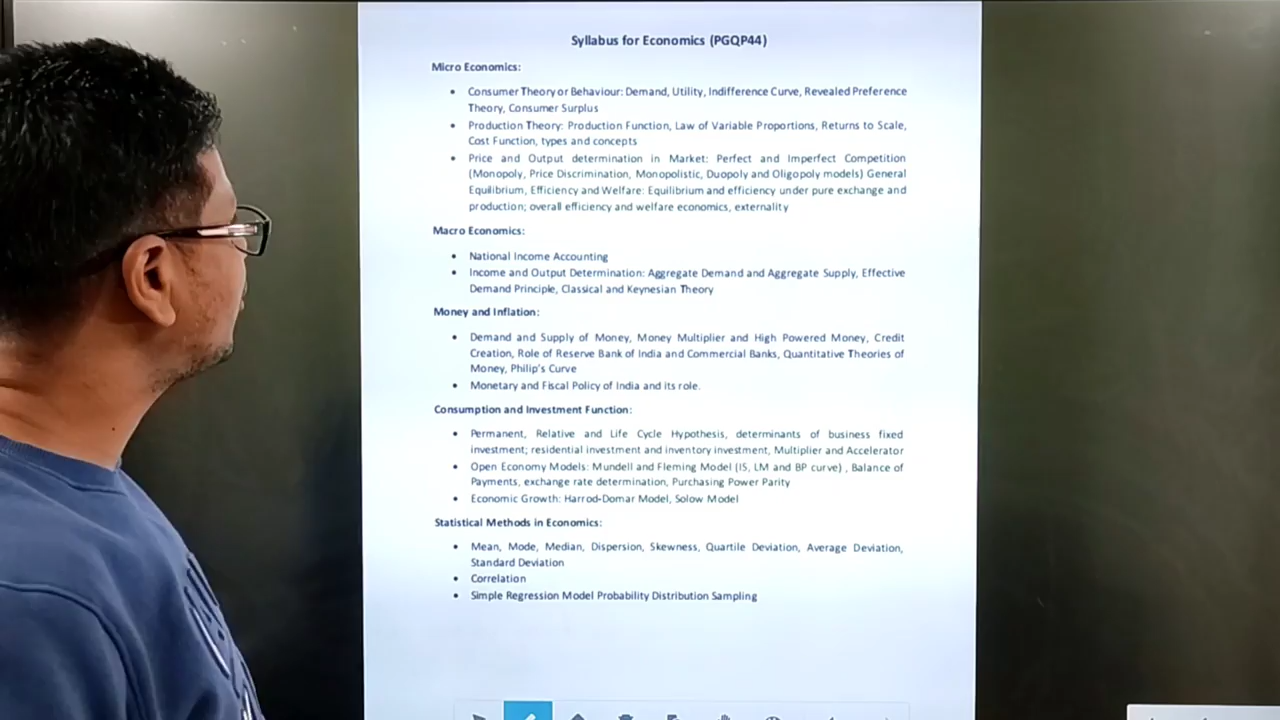 Syllabus for Economics (PGQP44)
Micro Economics:
• Consumer Theory or Behaviour: Demand, Utility, Indifference Curve, Revealed Preference
Theory, Consumer Surplus
• Production Theory: Production Function, Law of Variable Proportions, Returns to Scale,
Cost Function, types and concepts
• Price and Output determination in Market: Perfect and Imperfect Competition
(Monopoly, Price Discrimination, Monopolistic, Duopoly and Oligopoly models) General
Equilibrium, Efficiency and Welfare: Equilibrium and efficiency under pure exchange and
production; overall efficiency and welfare economics, externality
Macro Economics:
• National Income Accounting
• Income and Output Determination: Aggregate Demand and Aggregate Supply, Effective
Demand Principle, Classical and Keynesian Theory
Money and Inflation:
• Demand and Supply of Money, Money Multiplier and High Powered Money, Credit
Creation, Role of Reserve Bank of India and Commercial Banks, Quantitative Theories of
Money, Philip's Curve
• Monetary and Fiscal Policy of India and its role.
Consumption and Investment Function:
• Permanent, Relative and Life Cycle Hypothesis, determinants of business fixed
investment; residential investment and inventory investment, Multiplier and Accelerator
• Open Economy Models: Mundell and Fleming Model (IS, LM and BP curve) , Balance of
Payments, exchange rate determination, Purchasing Power Parity
• Economic Growth: Harrod-Domar Model, Solow Model
Statistical Methods in Economics:
• Mean, Mode, Median, Dispersion, Skewness, Quartile Deviation, Average Deviation,
Standard Deviation
• Correlation
• Simple Regression Model Probability Distribution Sampling